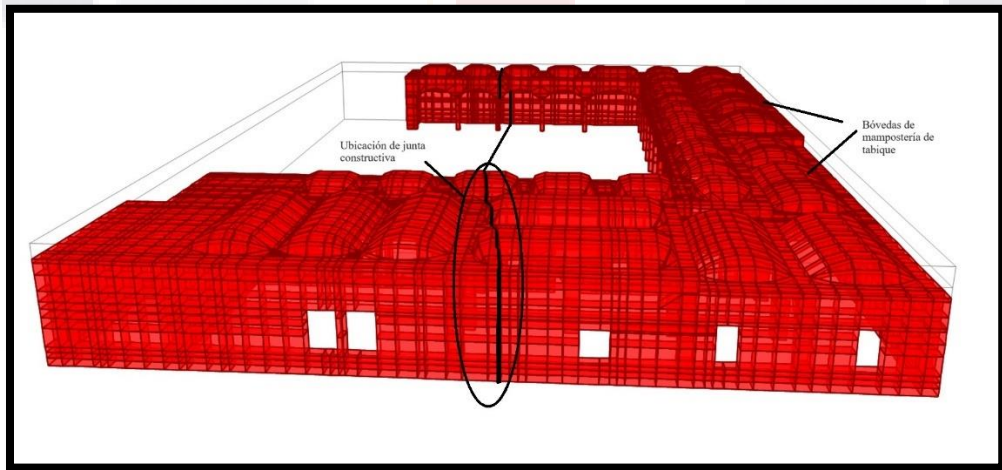 Ubicación de junta
constructiva
Bóvedas de
mampostería de
tabique